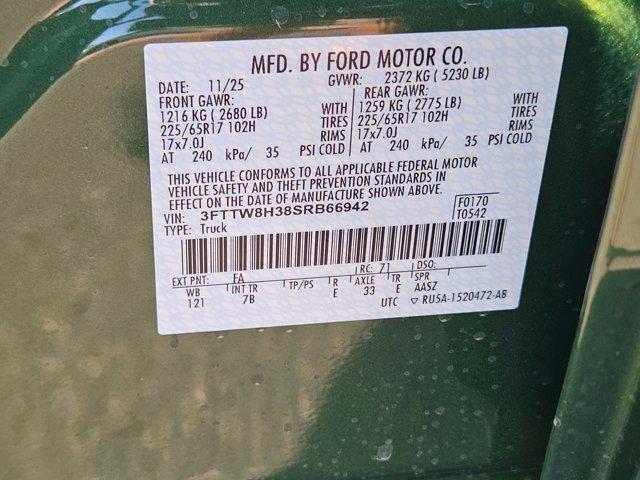 MFD. BY FORD MOTOR CO.
DATE: 11/25 GVWR: 2372 KG ( 5230 LB)
FRONT GAWR: REAR GAWR:
1216 KG ( 2680 LB) WITH 1259 KG ( 2775 LB) WITH
225/65R17 102H TIRES 225/65R17 102H TIRES
17x7.0J RIMS 17x7.0J RIMS
AT 240 kPa/ 35 PSI COLD AT 240 kPa/ 35 PSI COLD
THIS VEHICLE CONFORMS TO ALL APPLICABLE FEDERAL MOTOR
VEHICLE SAFETY AND THEFT PREVENTION STANDARDS IN
EFFECT ON THE DATE OF MANUFACTURE SHOWN ABOVE.
VIN: 3FTTW8H38SRB66942 F0170
TYPE: Truck T0542
EXT PNT: FA RC: 71 DSO:
WB INT TR TP/PS R AXLE TR SPR
121 7B E 33 E AASZ
UTC ▽ RU5A-1520472-AB